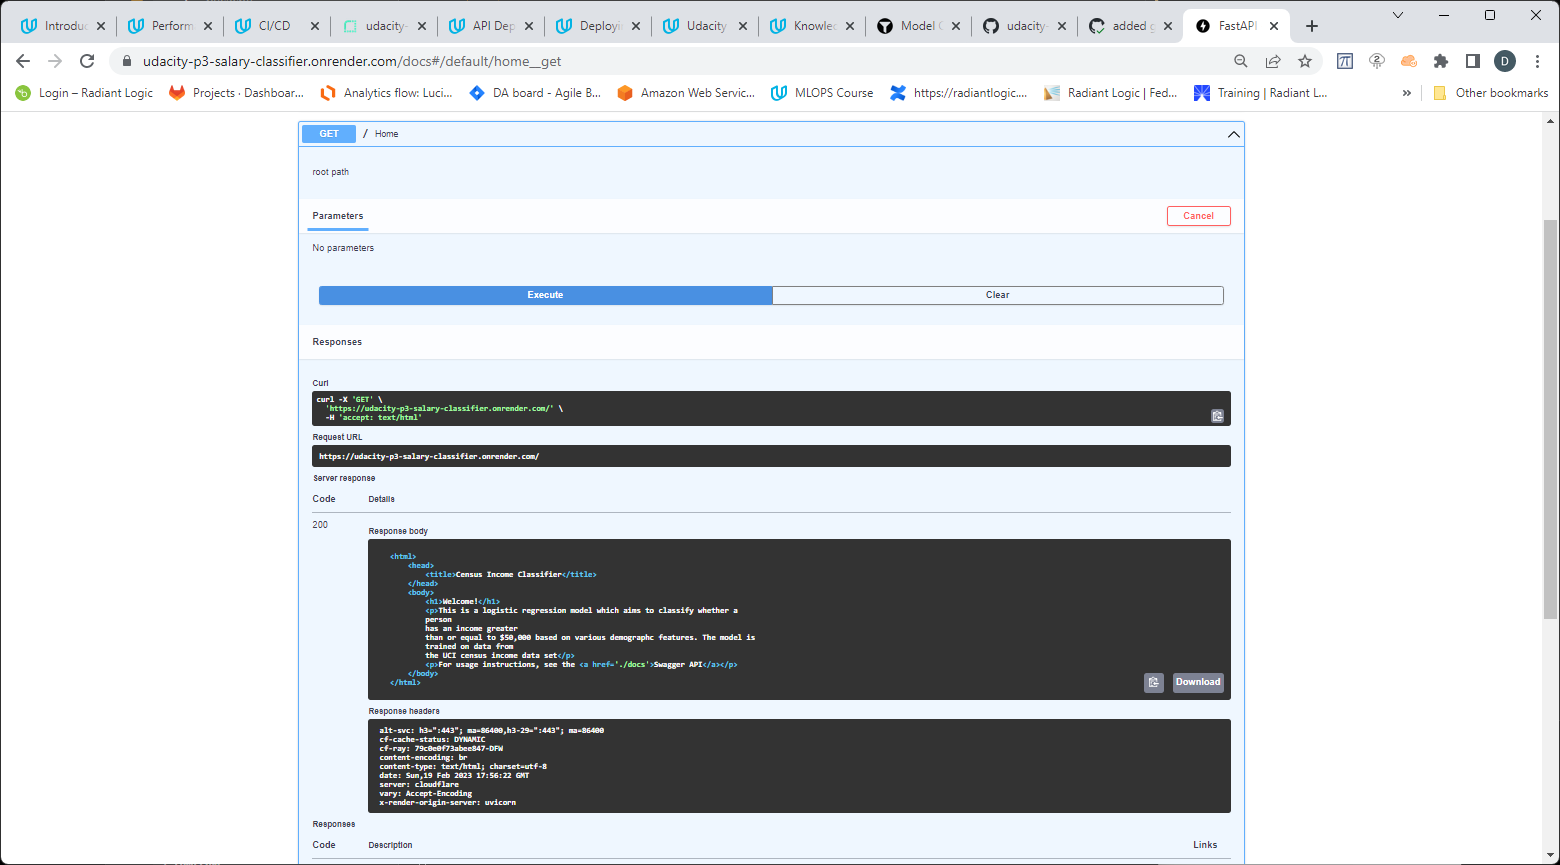 Introduc
Perform
CI/CD
udacity-
API Dep
Deployin
Udacity
Knowled
Model C
udacity-
added g
FastAPI
udacity-p3-salary-classifier.onrender.com/docs#/default/home__get
D
Login – Radiant Logic
Projects · Dashboar...
Analytics flow: Luci...
DA board - Agile B...
Amazon Web Servic...
MLOPS Course
https://radiantlogic....
Radiant Logic | Fed...
Training | Radiant L...
»
Other bookmarks
GET / Home
root path
Parameters
Cancel
No parameters
Execute
Clear
Responses
Curl
curl -X 'GET' \
'https://udacity-p3-salary-classifier.onrender.com/' \
-H 'accept: text/html'
Request URL
https://udacity-p3-salary-classifier.onrender.com/
Server response
Code Details
200
Response body
<html>
<head>
<title>Census Income Classifier</title>
</head>
<body>
<h1>Welcome!</h1>
<p>This is a logistic regression model which aims to classify whether a
person
has an income greater
than or equal to $50,000 based on various demographc features. The model is
trained on data from
the UCI census income data set</p>
<p>For usage instructions, see the <a href='./docs'>Swagger API</a></p>
</body>
</html>
Download
Response headers
alt-svc: h3=":443"; ma=86400,h3-29=":443"; ma=86400
cf-cache-status: DYNAMIC
cf-ray: 79c0e0f73abee847-DFW
content-encoding: br
content-type: text/html; charset=utf-8
date: Sun,19 Feb 2023 17:56:22 GMT
server: cloudflare
vary: Accept-Encoding
x-render-origin-server: uvicorn
Responses
Code Description Links